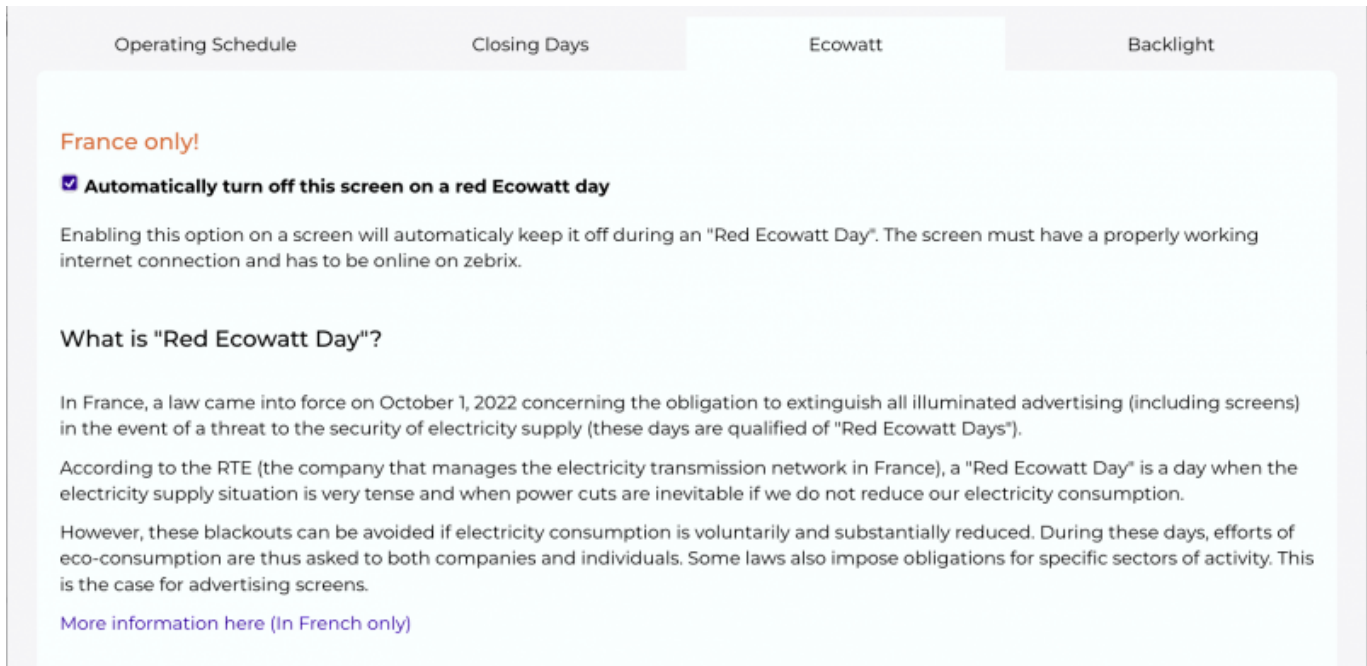 Operating Schedule Closing Days Ecowatt Backlight
France only!
Automatically turn off this screen on a red Ecowatt day
Enabling this option on a screen will automaticaly keep it off during an "Red Ecowatt Day". The screen must have a properly working
internet connection and has to be online on zebrix.
What is "Red Ecowatt Day"?
In France, a law came into force on October 1, 2022 concerning the obligation to extinguish all illuminated advertising (including screens)
in the event of a threat to the security of electricity supply (these days are qualified of "Red Ecowatt Days").
According to the RTE (the company that manages the electricity transmission network in France), a "Red Ecowatt Day" is a day when the
electricity supply situation is very tense and when power cuts are inevitable if we do not reduce our electricity consumption.
However, these blackouts can be avoided if electricity consumption is voluntarily and substantially reduced. During these days, efforts of
eco-consumption are thus asked to both companies and individuals. Some laws also impose obligations for specific sectors of activity. This
is the case for advertising screens.
More information here (In French only)